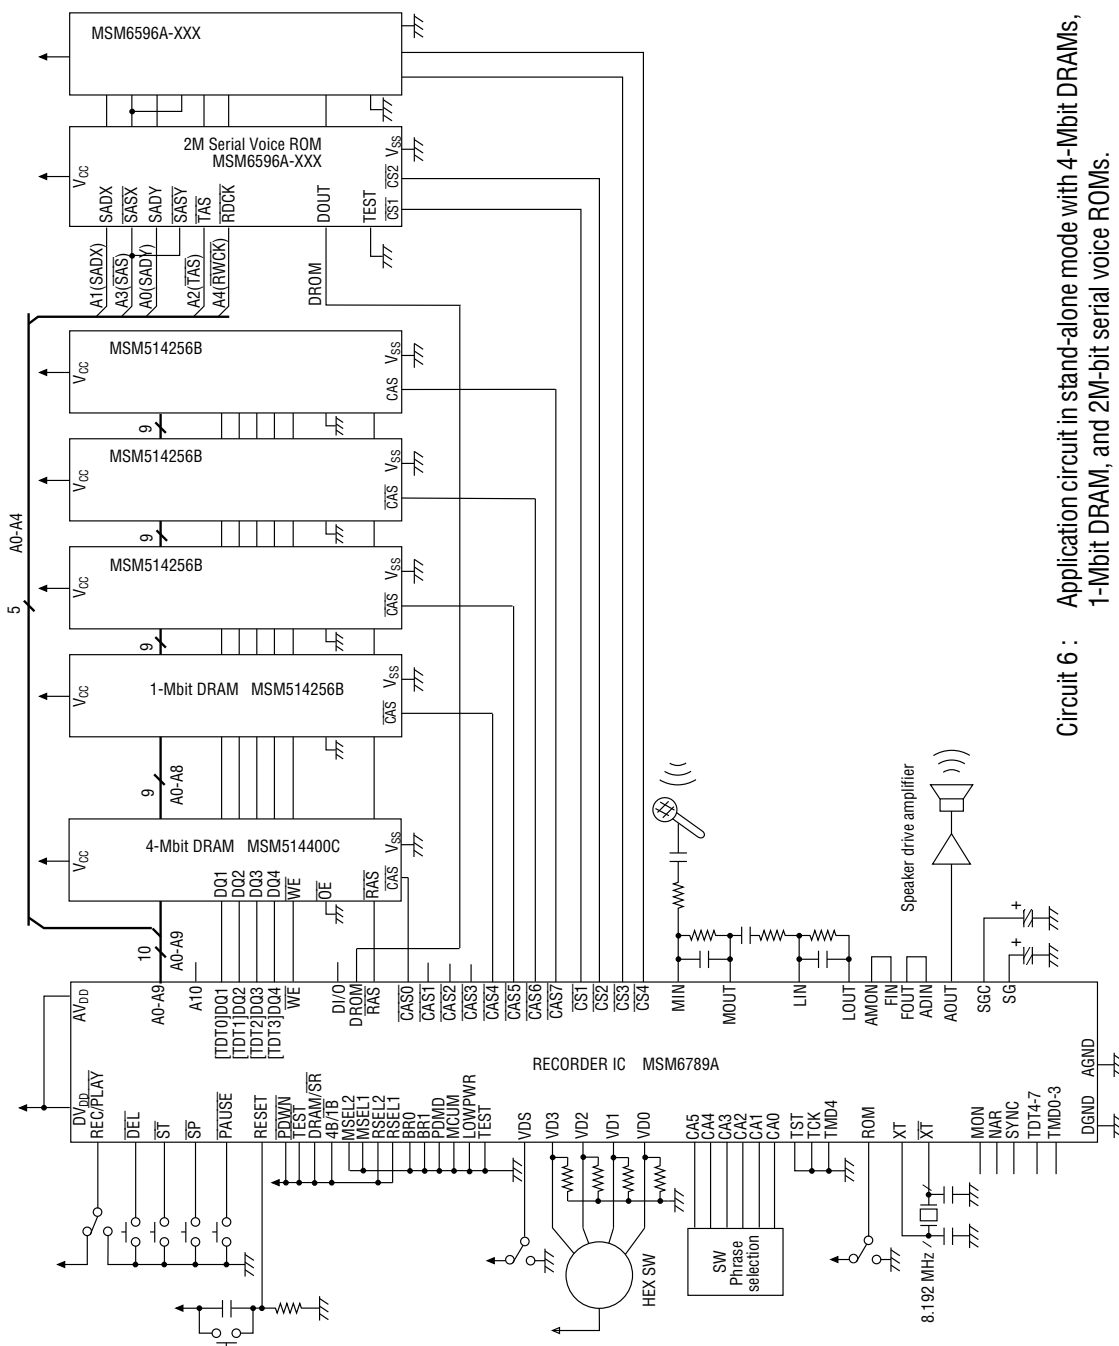 MSM6596A-XXX
2M Serial Voice ROM
MSM6596A-XXX
VCC
SADX
SASX
SADY
SASY
TAS
RDCK
DOUT
TEST
VSS
CS2
CS1
A1(SADX)
A3(SAS)
A0(SADY)
A2(TAS)
A4(RWCK)
DROM
MSM514256B
VCC
VSS
CAS
9
MSM514256B
VCC
VSS
CAS
9
MSM514256B
VCC
VSS
CAS
9
1-Mbit DRAM MSM514256B
VCC
VSS
CAS
A0-A4
5
9
A0-A8
4-Mbit DRAM MSM514400C
VCC
DQ1
DQ2
DQ3
DQ4
WE
OE
RAS
CAS
VSS
10
A0-A9
AVDD
A0-A9
A10
[TDT0]DQ1
[TDT1]DQ2
[TDT2]DQ3
[TDT3]DQ4
WE
DI/O
DROM
RAS
CAS0
CAS1
CAS2
CAS3
CAS4
CAS5
CAS6
CAS7
CS1
CS2
CS3
CS4
MIN
MOUT
LIN
LOUT
AMON
FIN
FOUT
ADIN
AOUT
SGC
SG
Speaker drive amplifier
+
+
RECORDER IC MSM6789A
DVDD
REC/PLAY
DEL
ST
SP
PAUSE
RESET
PDWN
TEST
DRAM/SR
4B/1B
MSEL2
MSEL1
RSEL2
RSEL1
BR0
BR1
PDMD
MCUM
LOWPWR
TEST
VDS
VD3
VD2
VD1
VD0
CA5
CA4
CA3
CA2
CA1
CA0
TST
TCK
TMD4
ROM
XT
XT
MON
NAR
SYNC
TDT4-7
TMD0-3
DGND
AGND
HEX SW
SW
Phrase
selection
8.192 MHz
Circuit 6 : Application circuit in stand-alone mode with 4-Mbit DRAMs,
1-Mbit DRAM, and 2M-bit serial voice ROMs.